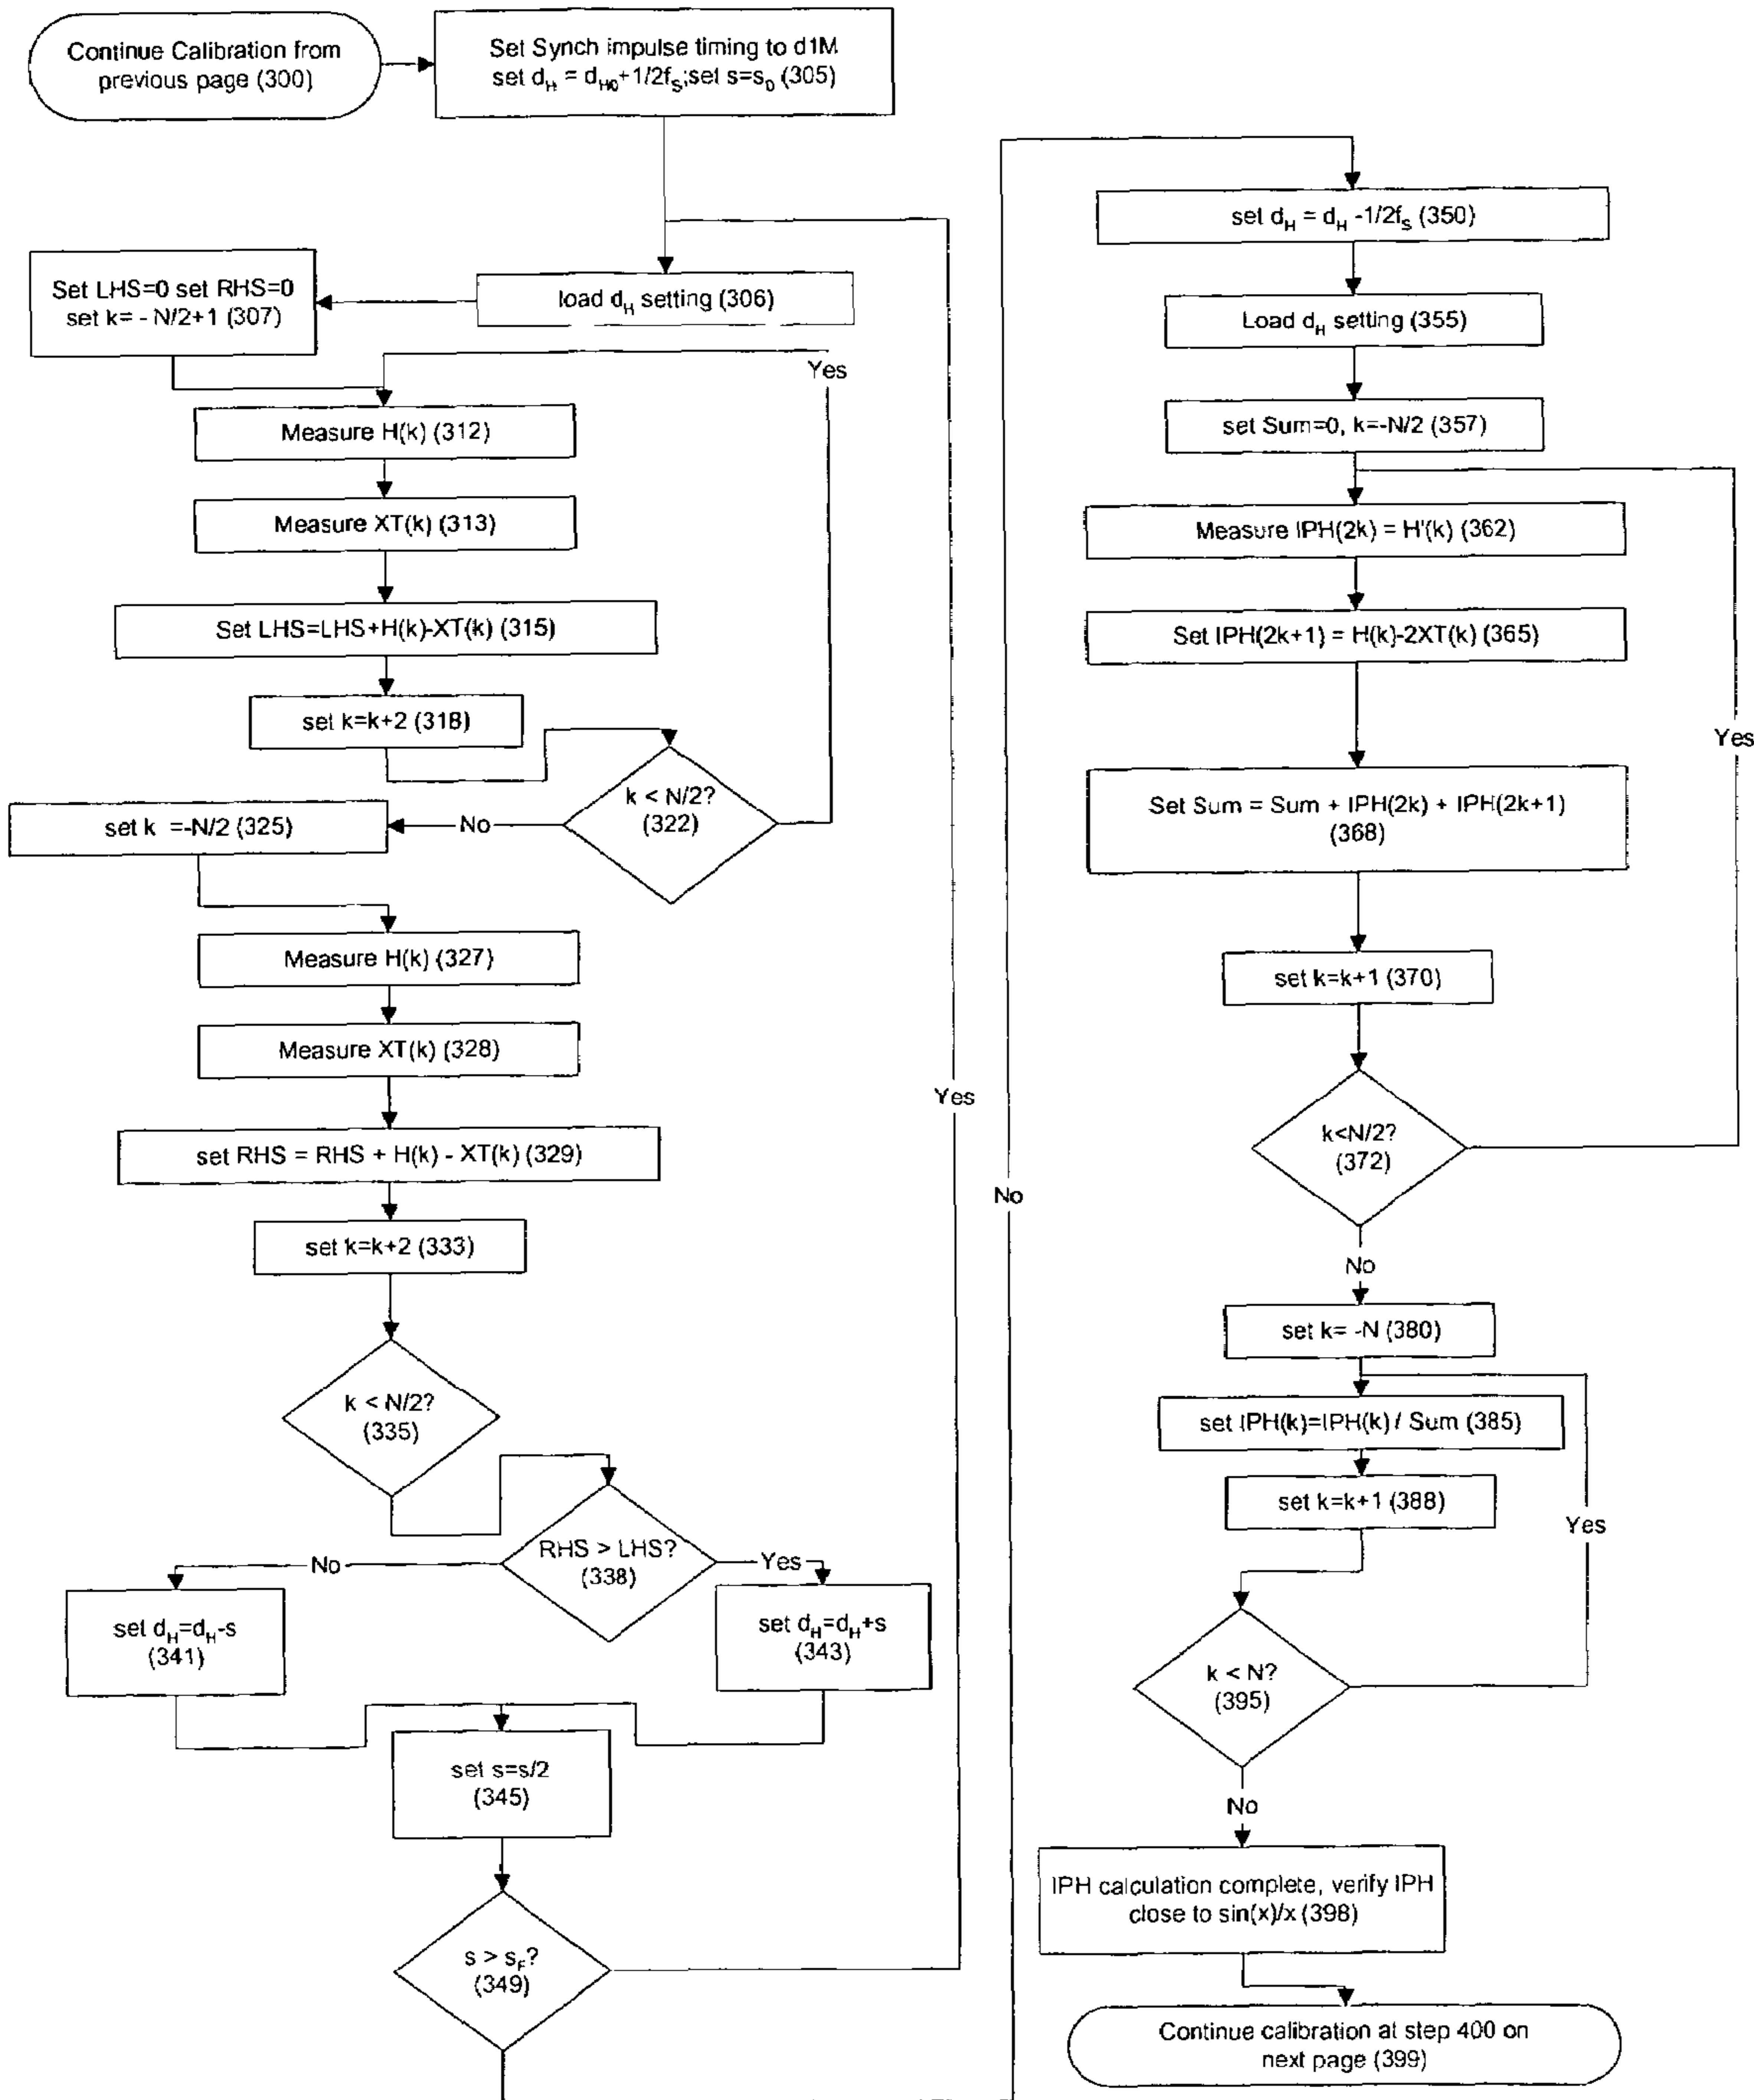 Continue Calibration from
previous page (300)
Set Synch impulse timing to d1M
set dH = dH0+1/2fS;set s=s0 (305)
load dH setting (306)
Set LHS=0 set RHS=0
set k= - N/2+1 (307)
Yes
Measure H(k) (312)
Measure XT(k) (313)
Set LHS=LHS+H(k)-XT(k) (315)
set k=k+2 (318)
k < N/2?
(322)
No
set k =-N/2 (325)
Measure H(k) (327)
Measure XT(k) (328)
set RHS = RHS + H(k) - XT(k) (329)
set k=k+2 (333)
k < N/2?
(335)
RHS > LHS?
(338)
No
Yes
set dH=dH-s
(341)
set dH=dH+s
(343)
set s=s/2
(345)
s > sF?
(349)
Yes
No
set dH = dH -1/2fS (350)
Load dH setting (355)
set Sum=0, k=-N/2 (357)
Measure IPH(2k) = H'(k) (362)
Set IPH(2k+1) = H(k)-2XT(k) (365)
Set Sum = Sum + IPH(2k) + IPH(2k+1)
(368)
set k=k+1 (370)
k<N/2?
(372)
Yes
No
set k= -N (380)
set IPH(k)=IPH(k) / Sum (385)
set k=k+1 (388)
Yes
k < N?
(395)
No
IPH calculation complete, verify IPH
close to sin(x)/x (398)
Continue calibration at step 400 on
next page (399)